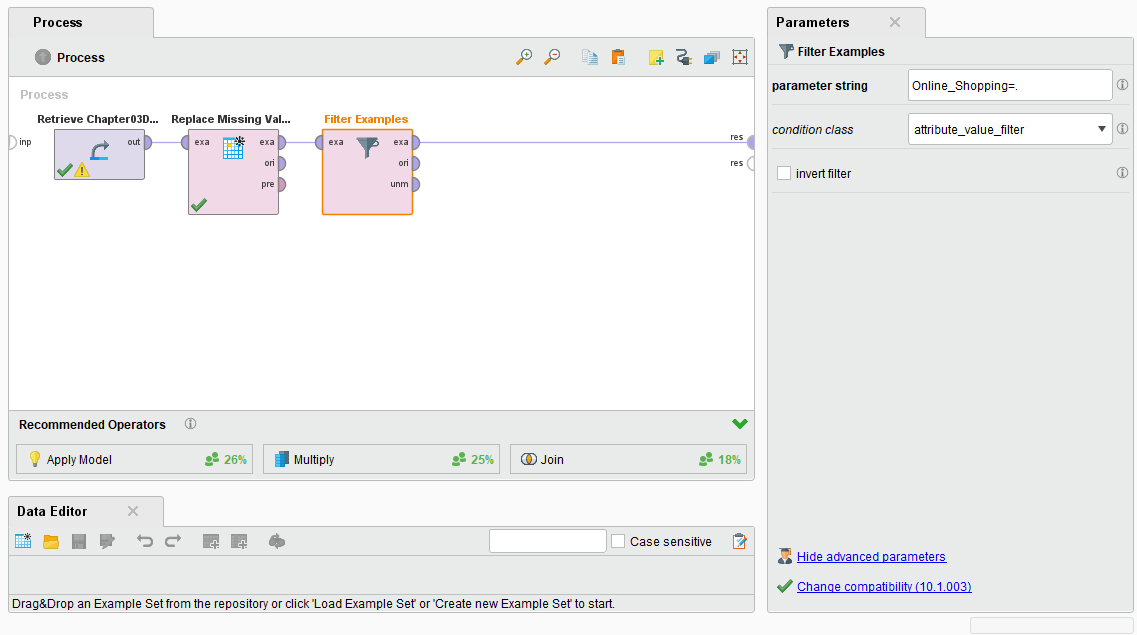 Process
Process
Process
Retrieve Chapter03D...
Replace Missing Val...
Filter Examples
inp
out
exa
exa
ori
pre
exa
exa
ori
unm
res
res
Recommended Operators
Apply Model
26%
Multiply
25%
Join
18%
Data Editor
Case sensitive
Drag&Drop an Example Set from the repository or click 'Load Example Set' or 'Create new Example Set' to start.
Parameters
Filter Examples
parameter string
Online_Shopping=.
condition class
attribute_value_filter
invert filter
Hide advanced parameters
Change compatibility (10.1.003)